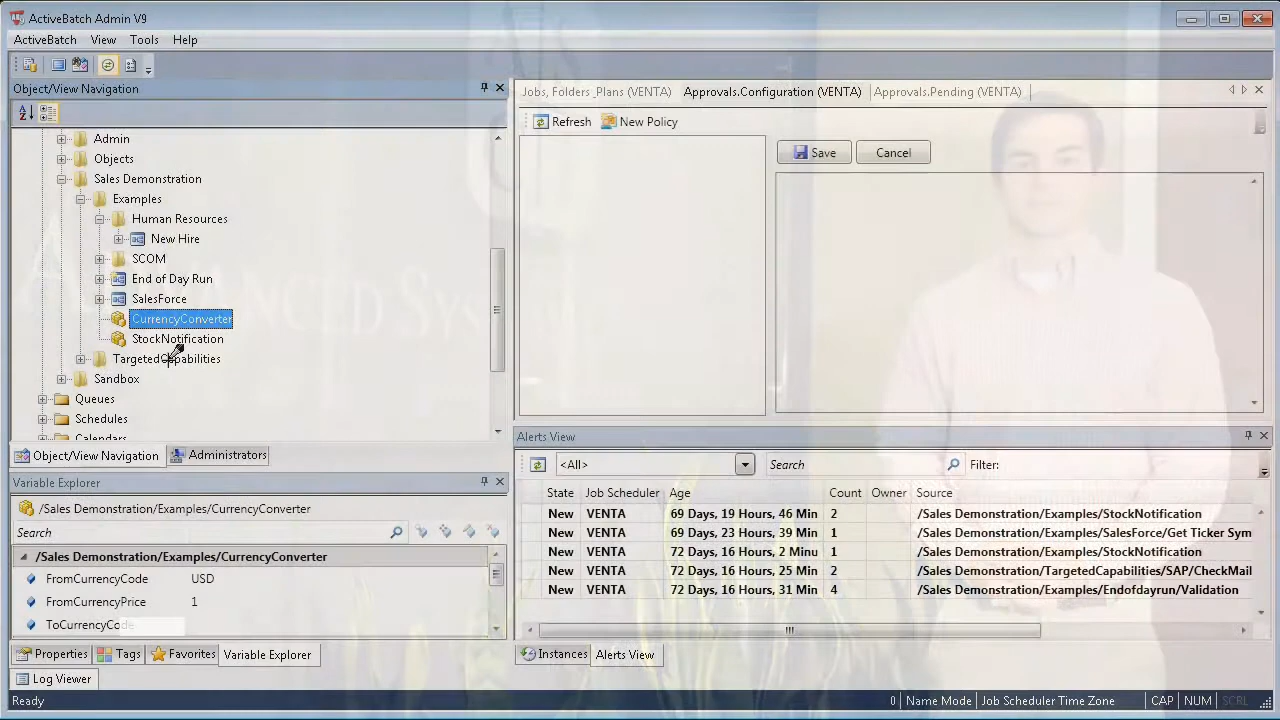 ActiveBatch Admin V9
ActiveBatch View Tools Help
Object/View Navigation
Admin
Objects
Sales Demonstration
Examples
Human Resources
New Hire
SCOM
End of Day Run
SalesForce
CurrencyConverter
StockNotification
TargetedCapabilities
Sandbox
Queues
Schedules
Calendars
Object/View Navigation Administrators
Variable Explorer
/Sales Demonstration/Examples/CurrencyConverter
Search
/Sales Demonstration/Examples/CurrencyConverter
FromCurrencyCode USD
FromCurrencyPrice 1
ToCurrencyCode
Properties Tags Favorites Variable Explorer
Log Viewer
Ready
Jobs, Folders _Plans (VENTA) Approvals.Configuration (VENTA) Approvals.Pending (VENTA)
Refresh New Policy
Save Cancel
Alerts View
<All> Search Filter:
State Job Scheduler Age Count Owner Source
New VENTA 69 Days, 19 Hours, 46 Min 2 /Sales Demonstration/Examples/StockNotification
New VENTA 69 Days, 23 Hours, 39 Min 1 /Sales Demonstration/Examples/SalesForce/Get Ticker Sym
New VENTA 72 Days, 16 Hours, 2 Minu 1 /Sales Demonstration/Examples/StockNotification
New VENTA 72 Days, 16 Hours, 25 Min 2 /Sales Demonstration/TargetedCapabilities/SAP/CheckMail
New VENTA 72 Days, 16 Hours, 31 Min 4 /Sales Demonstration/Examples/Endofdayrun/Validation
Instances Alerts View
0 Name Mode Job Scheduler Time Zone CAP NUM SCRL